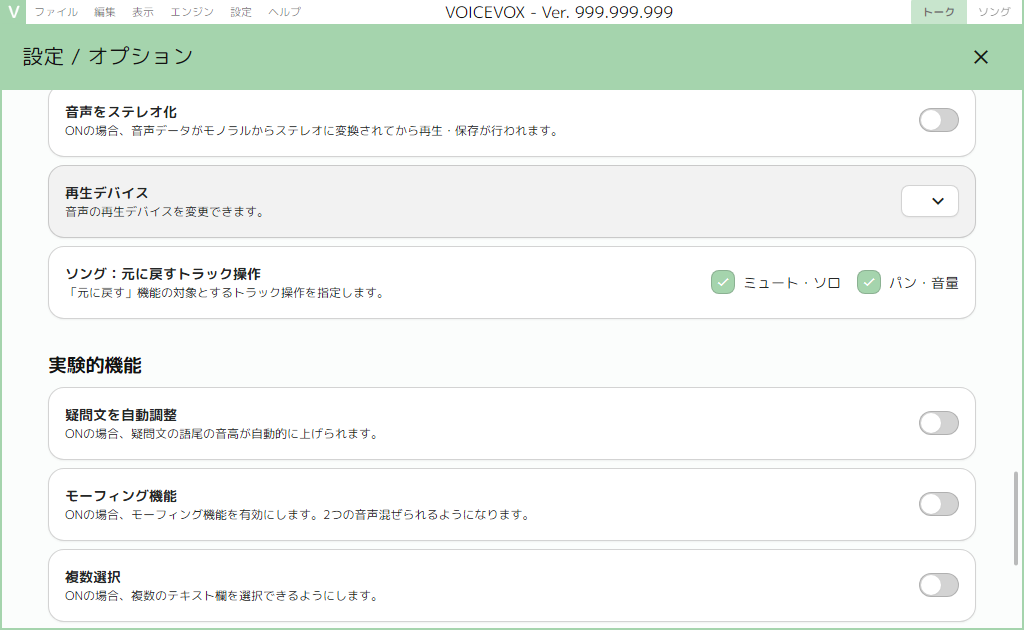 V ファイル 編集 表示 エンジン 設定 ヘルプ VOICEVOX - Ver. 999.999.999 トーク ソング
設定 / オプション
音声をステレオ化
ONの場合、音声データがモノラルからステレオに変換されてから再生・保存が行われます。
再生デバイス
音声の再生デバイスを変更できます。
ソング：元に戻すトラック操作
「元に戻す」機能の対象とするトラック操作を指定します。
ミュート・ソロ パン・音量
実験的機能
疑問文を自動調整
ONの場合、疑問文の語尾の音高が自動的に上げられます。
モーフィング機能
ONの場合、モーフィング機能を有効にします。2つの音声混ぜられるようになります。
複数選択
ONの場合、複数のテキスト欄を選択できるようにします。